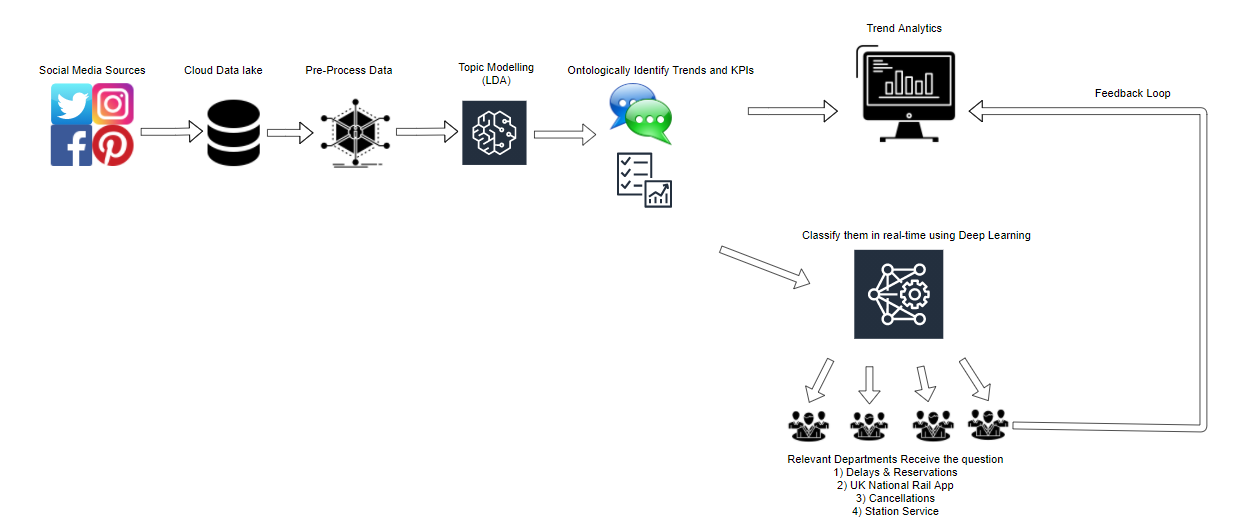 Trend Analytics
Social Media Sources
Cloud Data lake
Pre-Process Data
Topic Modelling
(LDA)
Ontologically Identify Trends and KPIs
Feedback Loop
Classify them in real-time using Deep Learning
Relevant Departments Receive the question
1) Delays & Reservations
2) UK National Rail App
3) Cancellations
4) Station Service